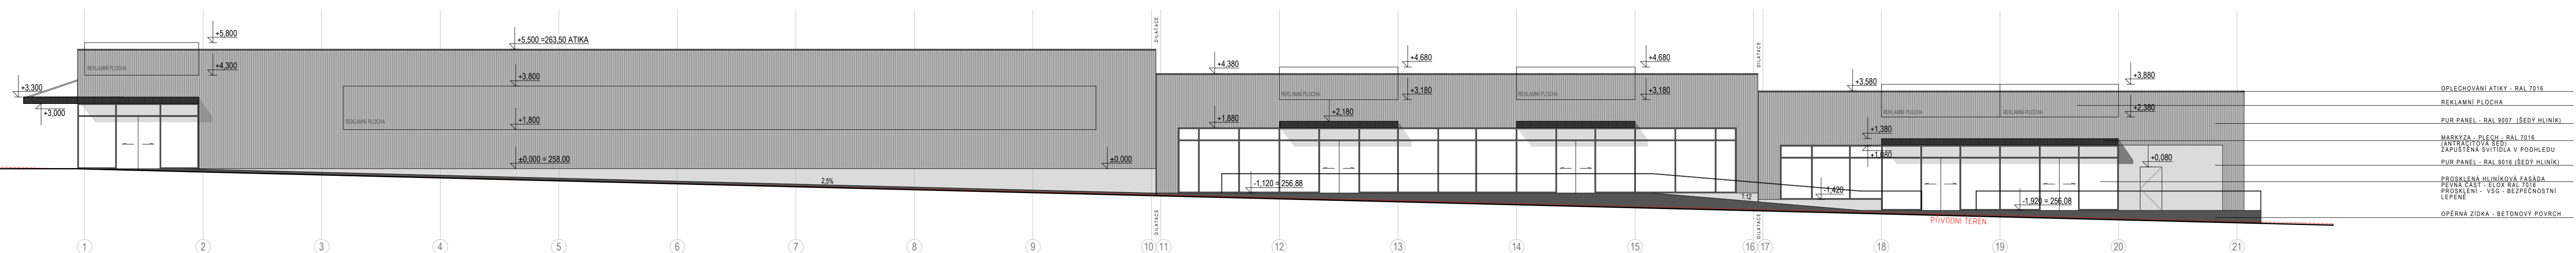 DILATACE
DILATACE
+5,800
+5,500 =263,50 ATIKA
+4,300
REKLAMNÍ PLOCHA
+3,300
+3,000
+3,800
REKLAMNÍ PLOCHA
+1,800
±0,000 = 258,00
±0,000
2,5%
+4,380
+4,680
+4,680
REKLAMNÍ PLOCHA
+3,180
REKLAMNÍ PLOCHA
+3,180
+2,180
+1,880
-1,120 = 256,88
1:12
+3,580
+3,880
REKLAMNÍ PLOCHA
REKLAMNÍ PLOCHA
+2,380
+1,380
+1,080
+0,080
-1,420
-1,920 = 256,08
PŮVODNÍ TERÉN
OPLECHOVÁNÍ ATIKY - RAL 7016
REKLAMNÍ PLOCHA
PUR PANEL - RAL 9007 (ŠEDÝ HLINÍK)
MARKÝZA - PLECH - RAL 7016
(ANTRACITOVÁ ŠEĎ)
ZAPUŠTĚNÁ SVÍTIDLA V PODHLEDU
PUR PANEL - RAL 9016 (ŠEDÝ HLINÍK)
PROSKLENÁ HLINÍKOVÁ FASÁDA
PEVNÁ ČÁST - ELOX RAL 7016
PROSKLENÍ - VSG - BEZPEČNOSTNÍ
LEPENÉ
OPĚRNÁ ZÍDKA - BETONOVÝ POVRCH
DILATACE
DILATACE
1 2 3 4 5 6 7 8 9 10 11 12 13 14 15 16 17 18 19 20 21